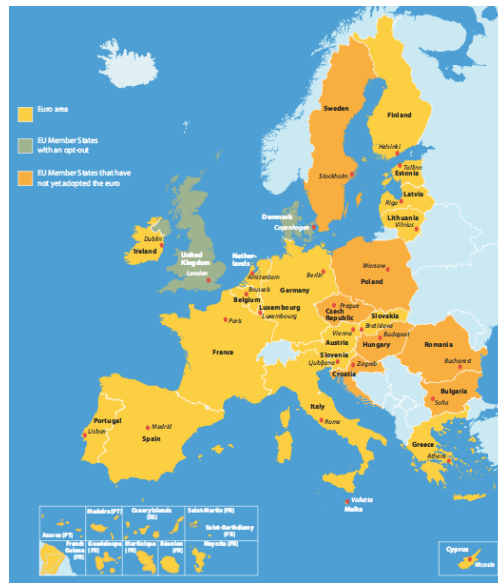 Euro area
EU Member States
with an opt-out
EU Member States that have
not yet adopted the euro
Sweden
Finland
Helsinki
Stockholm
Tallinn
Estonia
Latvia
Riga
Lithuania
Vilnius
Denmark
Copenhagen
Dublin
Ireland
United
Kingdom
London
Nether-
lands
Amsterdam
Berlin
Warsaw
Poland
Brussels
Belgium
Germany
Luxembourg
Luxembourg
Prague
Czech
Republic
Slovakia
Paris
Vienna
Bratislava
Budapest
Austria
Hungary
Romania
France
Slovenia
Ljubljana
Zagreb
Croatia
Bucharest
Bulgaria
Sofia
Italy
Rome
Portugal
Lisbon
Madrid
Spain
Greece
Athens
Valletta
Malta
Azores (PT)
Madeira (PT)
Canary Islands
(ES)
Saint-Martin (FR)
Saint-Barthélemy
(FR)
French
Guiana
(FR)
Guadeloupe
(FR)
Martinique
(FR)
Réunion
(FR)
Mayotte (FR)
Cyprus
Nicosia